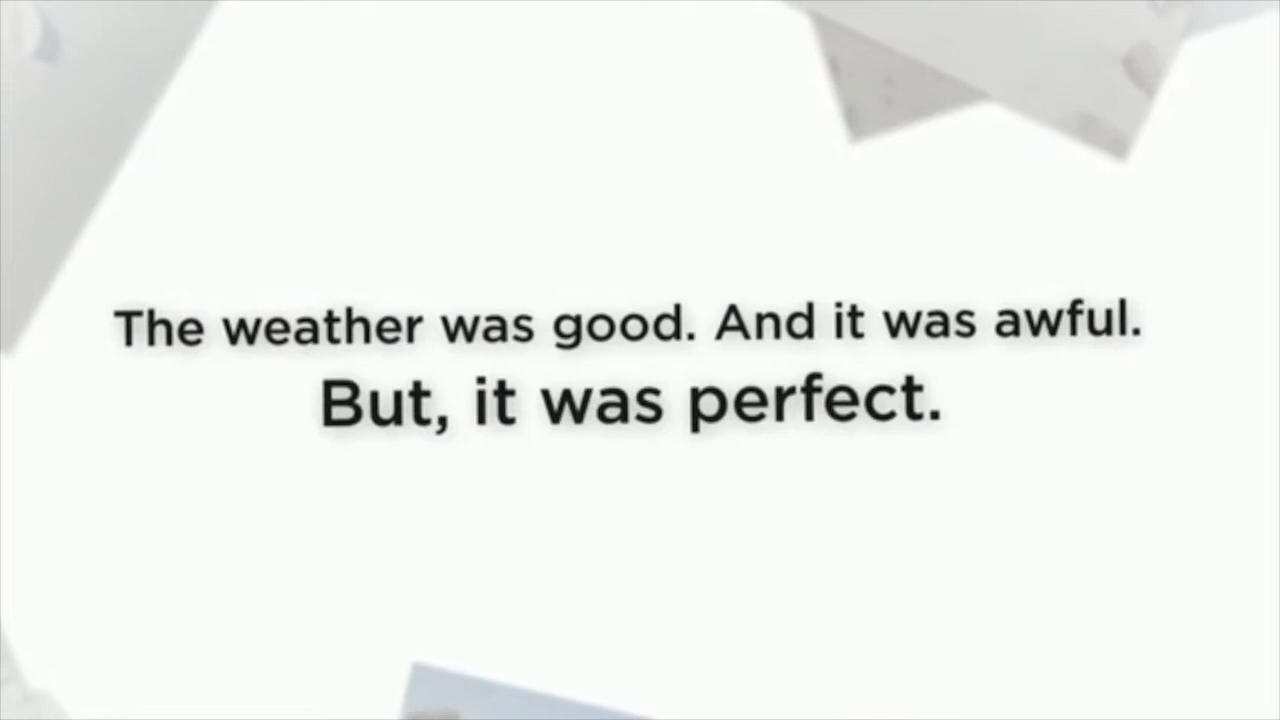 The weather was good. And it was awful.
But, it was perfect.